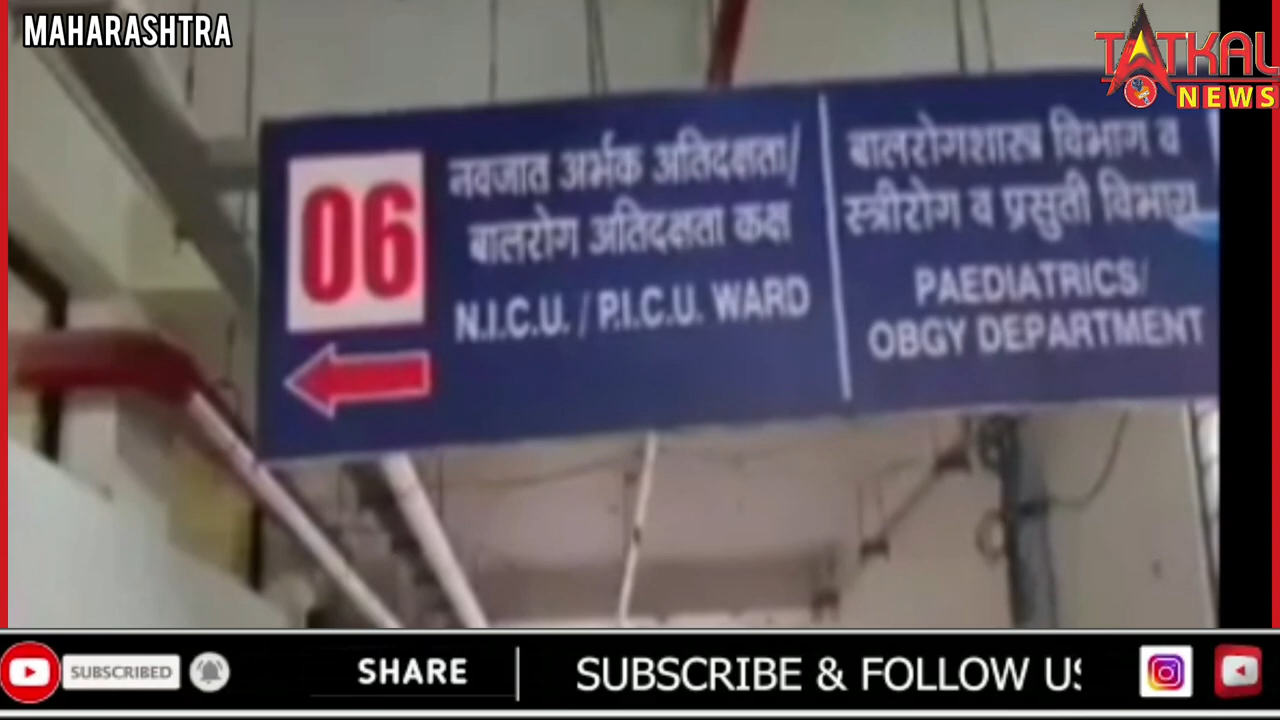 MAHARASHTRA
TATKAL
NEWS
06
नवजात अर्भक अतिदक्षता/
बालरोग अतिदक्षता कक्ष
N.I.C.U. / P.I.C.U. WARD
बालरोगशास्त्र विभाग व
स्त्रीरोग व प्रसुती विभाग
PAEDIATRICS/
OBGY DEPARTMENT
SUBSCRIBED
SHARE
SUBSCRIBE & FOLLOW US